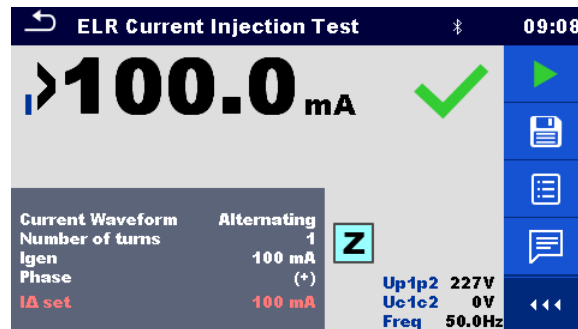 ELR Current Injection Test 09:08
I >100.0 mA
Current Waveform Alternating
Number of turns 1
Igen 100 mA
Phase (+)
IΔ set 100 mA
Z
Up1p2 227V
Uc1c2 0V
Freq 50.0Hz